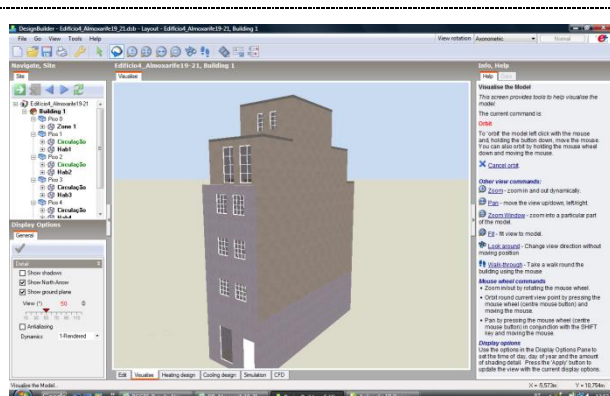 DesignBuilder - Edificio4_Almoxarife19_21.dsb - Layout - Edificio4_Almoxarife19-21, Building 1
File Go View Tools Help
View rotation Axonometric Normal
Navigate, Site
Site
Edificio4_Almoxarife19-21
Building 1
Piso 0
Zone 1
Piso 1
Circulação
Hab1
Piso 2
Circulação
Hab2
Piso 3
Circulação
Hab3
Piso 4
Circulação
Display Options
General
Detail
Show shadows
Show North Arrow
Show ground plane
View (°) 50
Antialiasing
Dynamics 1-Rendered
Edificio4_Almoxarife19-21, Building 1
Visualise
Edit Visualise Heating design Cooling design Simulation CFD
Info, Help
Help
Visualise the Model
This screen provides tools to help visualise the
model.
The current command is:
Orbit
To 'orbit' the model left click with the mouse
and, holding the button down, move the mouse.
You can also orbit by holding the mouse wheel
down and moving the mouse.
Cancel orbit
Other view commands:
Zoom - zoom in and out dynamically.
Pan - move the view up/down, left/right.
Zoom Window - zoom into a particular part
of the model.
Fit - fit view to model.
Look around - Change view direction without
moving position
Walk-through - Take a walk round the
building using the mouse
Mouse wheel commands
• Zoom in/out by rotating the mouse wheel.
• Orbit round current view point by pressing the
mouse wheel (centre mouse button) and
moving the mouse.
• Pan by pressing the mouse wheel (centre
mouse button) in conjunction with the SHIFT
key and moving the mouse.
Display options
Use the options in the Display Options Pane to
set the time of day, day of year and the amount
of shading detail. Press the 'Apply' button to
update the view with the current display options.
Visualise the Model...
X = -5,573m Y = 10,754m